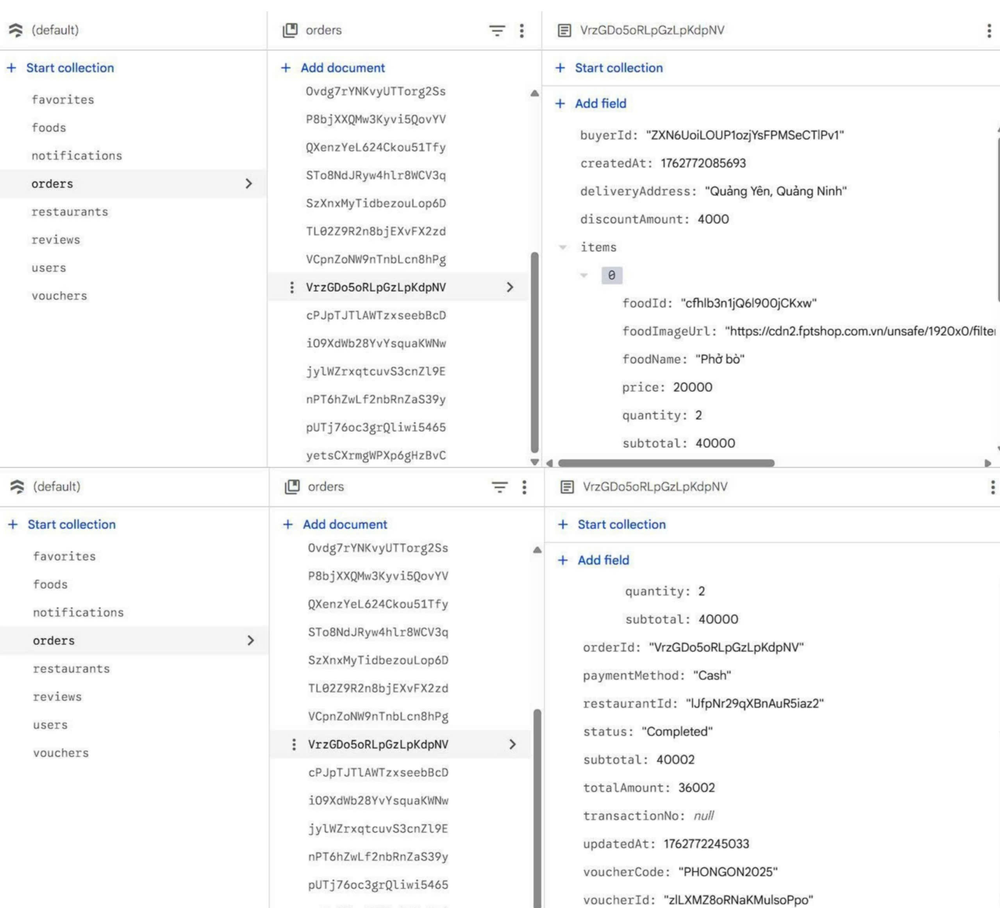 (default)
Start collection
favorites
foods
notifications
orders
restaurants
reviews
users
vouchers
orders
Add document
Ovdg7rYNKvyUTTorg2Ss
P8bjXXQMw3Kyvi5QovYV
QXenzYeL624Ckou51Tfy
STo8NdJRyw4hlr8WCV3q
SzXnxMyTidbezouLop6D
TL02Z9R2n8bjEXvFX2zd
VCpnZoNW9nTnbLcn8hPg
VrzGDo5oRLpGzLpKdpNV
cPJpTJTlAWTzxseebBcD
iO9XdWb28YvYsquaKWNw
jylWZrxqtcuvS3cnZl9E
nPT6hZwLf2nbRnZaS39y
pUTj76oc3grQliwi5465
yetsCXrmgWPXp6gHzBvC
VrzGDo5oRLpGzLpKdpNV
Start collection
Add field
buyerId: "ZXN6UoiLOUP1ozjYsFPMSeCTlPv1"
createdAt: 1762772085693
deliveryAddress: "Quảng Yên, Quảng Ninh"
discountAmount: 4000
items
0
foodId: "cfhlb3n1jQ6l9O0jCKxw"
foodImageUrl: "https://cdn2.fptshop.com.vn/unsafe/1920x0/filter
foodName: "Phở bò"
price: 20000
quantity: 2
subtotal: 40000
(default)
Start collection
favorites
foods
notifications
orders
restaurants
reviews
users
vouchers
orders
Add document
Ovdg7rYNKvyUTTorg2Ss
P8bjXXQMw3Kyvi5QovYV
QXenzYeL624Ckou51Tfy
STo8NdJRyw4hlr8WCV3q
SzXnxMyTidbezouLop6D
TL02Z9R2n8bjEXvFX2zd
VCpnZoNW9nTnbLcn8hPg
VrzGDo5oRLpGzLpKdpNV
cPJpTJTlAWTzxseebBcD
iO9XdWb28YvYsquaKWNw
jylWZrxqtcuvS3cnZl9E
nPT6hZwLf2nbRnZaS39y
pUTj76oc3grQliwi5465
VrzGDo5oRLpGzLpKdpNV
Start collection
Add field
quantity: 2
subtotal: 40000
orderId: "VrzGDo5oRLpGzLpKdpNV"
paymentMethod: "Cash"
restaurantId: "lJfpNr29qXBnAuR5iaz2"
status: "Completed"
subtotal: 40002
totalAmount: 36002
transactionNo: null
updatedAt: 1762772245033
voucherCode: "PHONGON2025"
voucherId: "zlLXMZ8oRNaKMulsoPpo"